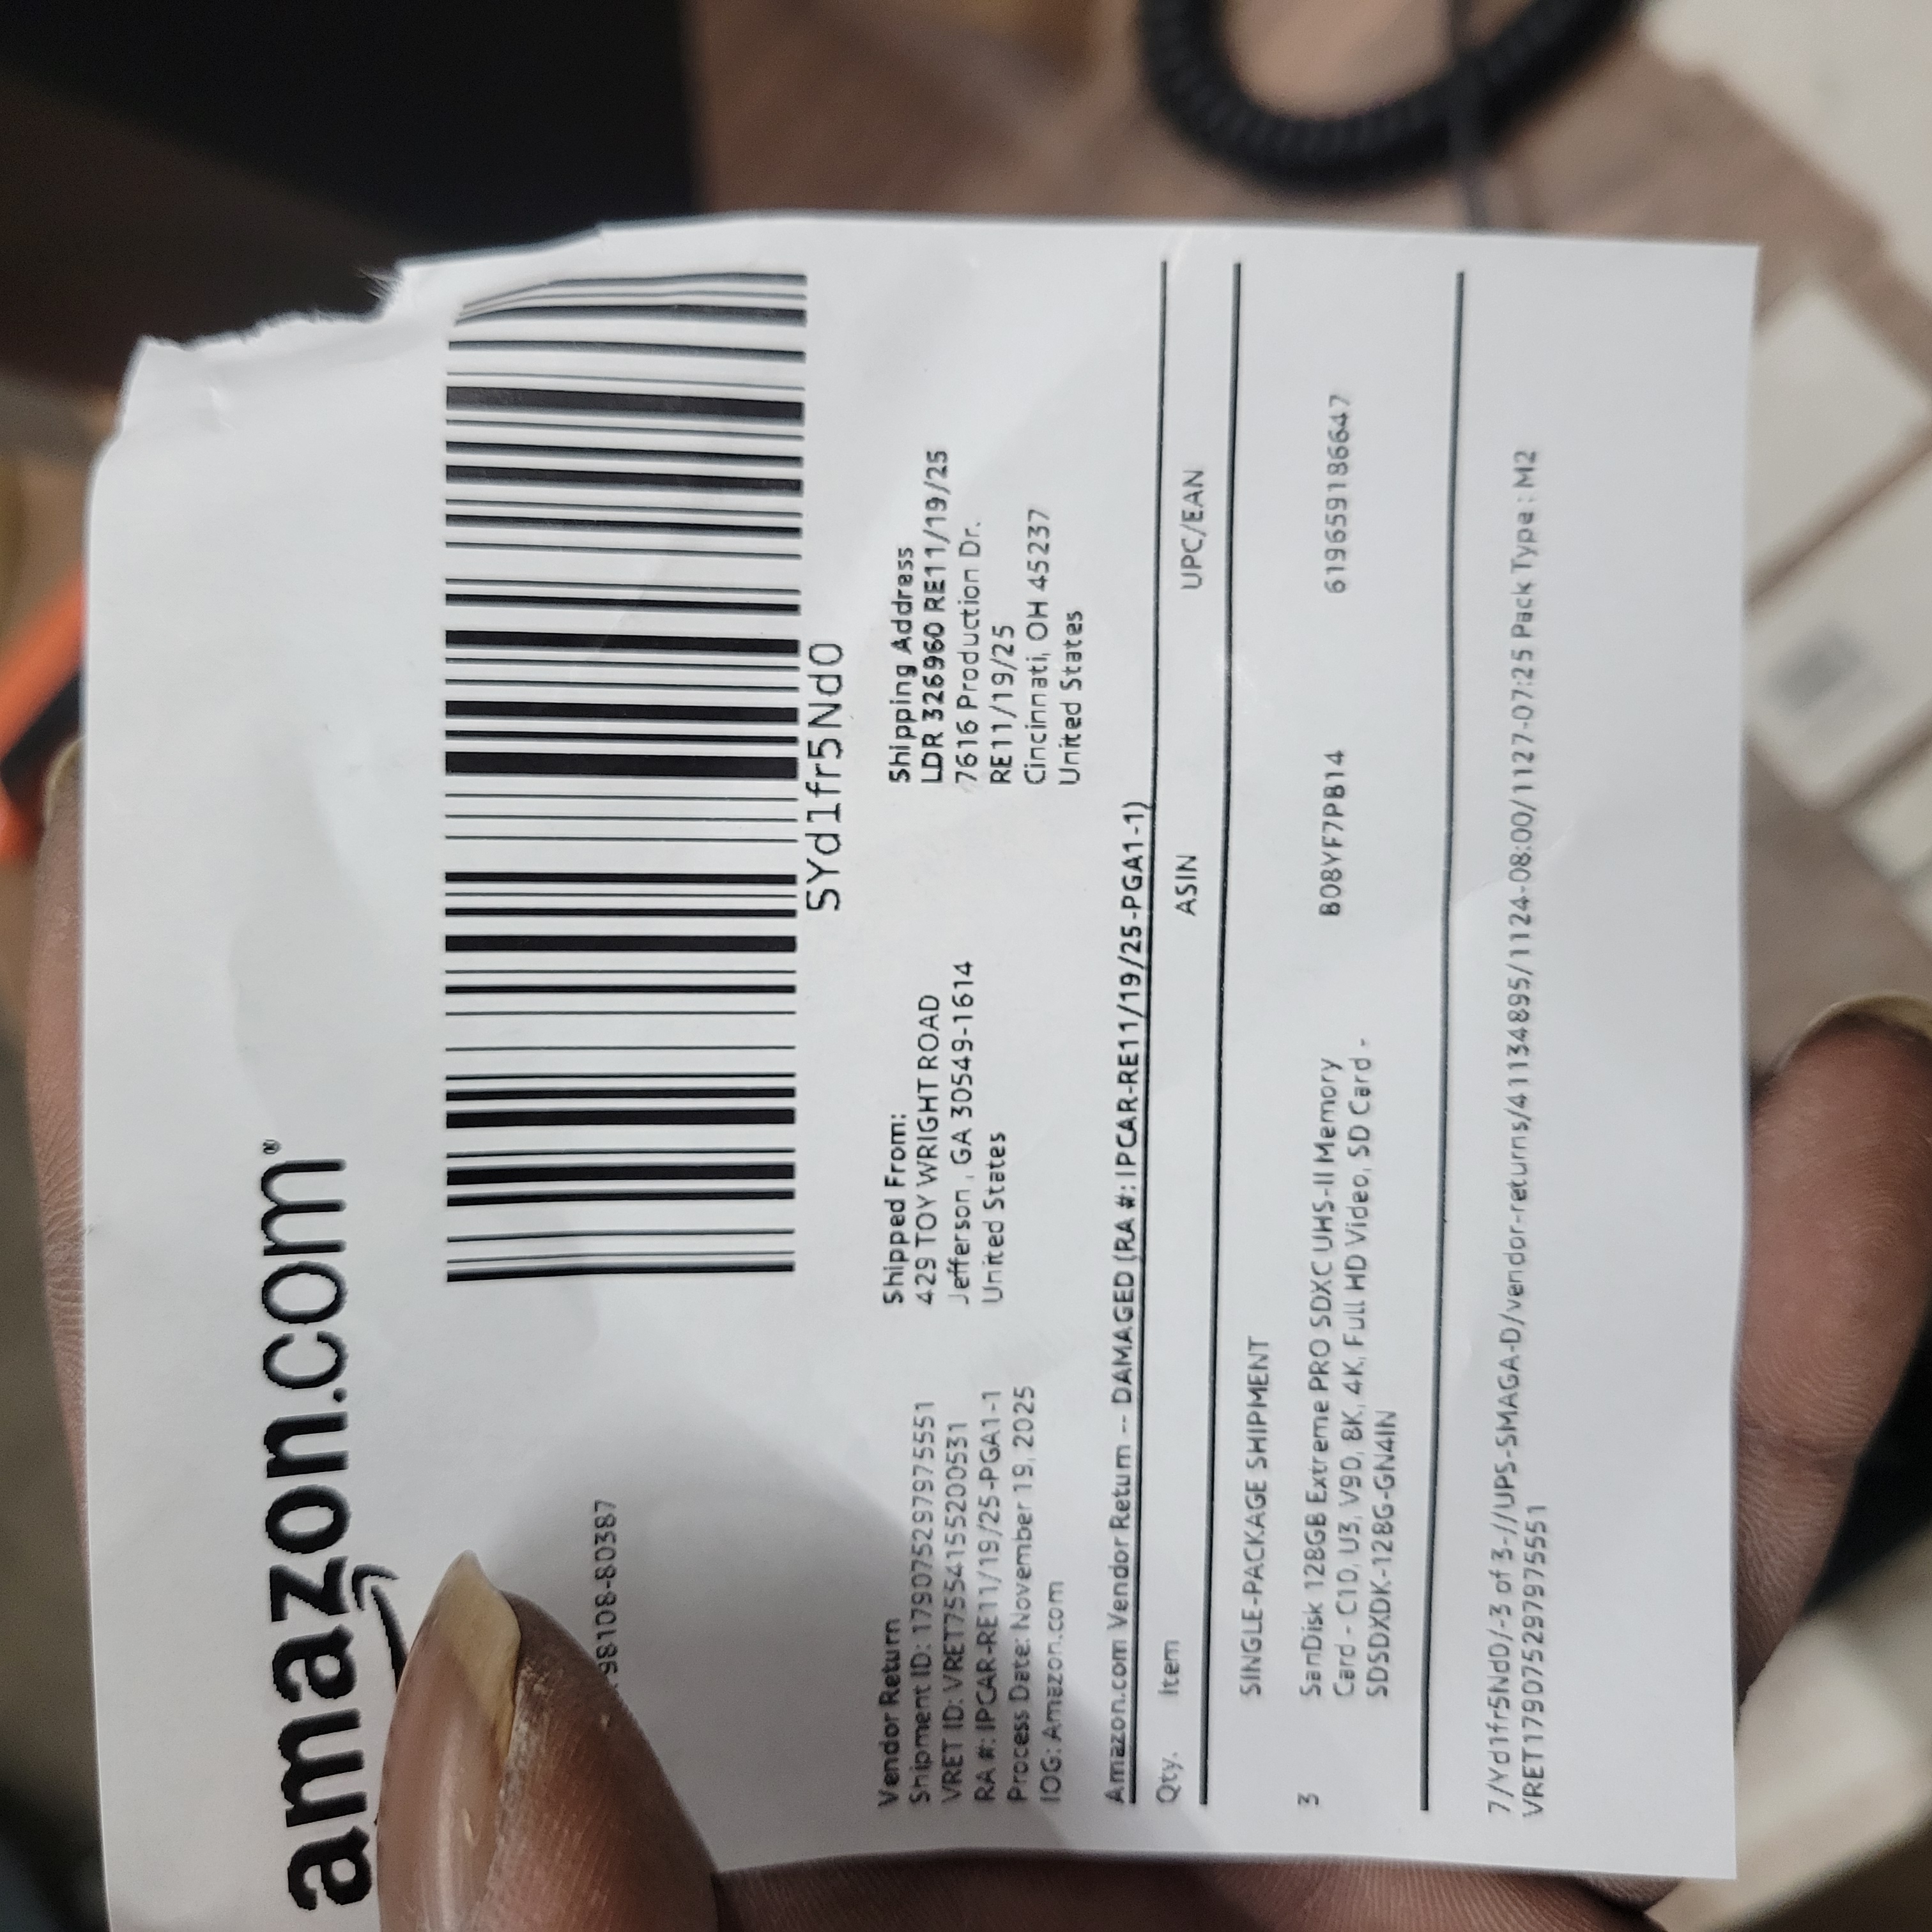 amazon.com®
98108-80387
5Yd1fr5Nd0
Vendor Return
Shipment ID: 179075297975551
VRET ID: VRET7554155200531
RA #: IPCAR-RE11/19/25-PGA1-1
Process Date: November 19, 2025
IOG: Amazon.com
Shipped From:
429 TOY WRIGHT ROAD
Jefferson , GA 30549-1614
United States
Shipping Address
LDR 326960 RE11/19/25
7616 Production Dr.
RE11/19/25
Cincinnati, OH 45237
United States
Amazon.com Vendor Return -- DAMAGED (RA #: IPCAR-RE11/19/25-PGA1-1)
Qty. Item ASIN UPC/EAN
SINGLE-PACKAGE SHIPMENT
3 SanDisk 128GB Extreme PRO SDXC UHS-II Memory B08YF7PB14 619659186647
Card - C10, U3, V90, 8K, 4K, Full HD Video, SD Card -
SDSDXDK-128G-GN4IN
7/Yd1fr5Nd0/-3 of 3-//UPS-SMAGA-D/vendor-returns/41134895/1124-08:00/1127-07:25 Pack Type : M2
VRET179075297975551